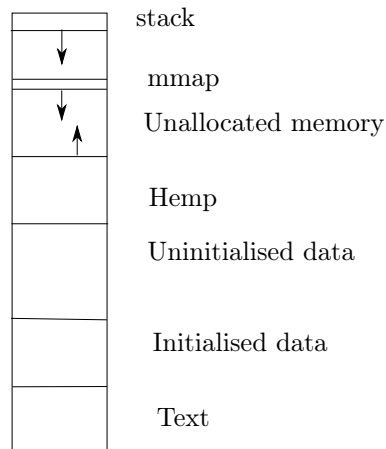 stack
mmap
Unallocated memory
Hemp
Uninitialised data
Initialised data
Text